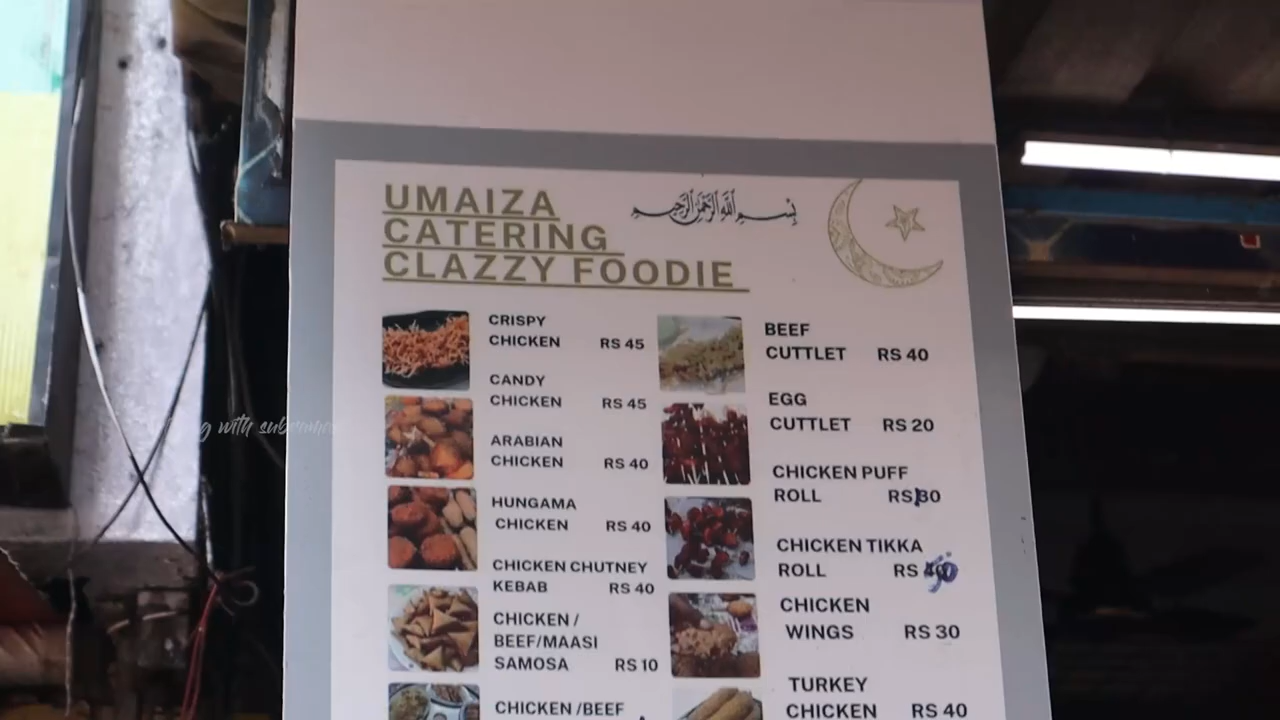 UMAIZA
CATERING
CLAZZY FOODIE
بسم الله الرحمن الرحيم
CRISPY
CHICKEN RS 45
CANDY
CHICKEN RS 45
ARABIAN
CHICKEN RS 40
HUNGAMA
CHICKEN RS 40
CHICKEN CHUTNEY
KEBAB RS 40
CHICKEN /
BEEF/MAASI
SAMOSA RS 10
CHICKEN /BEEF
BEEF
CUTTLET RS 40
EGG
CUTTLET RS 20
CHICKEN PUFF
ROLL RS
CHICKEN TIKKA
ROLL RS 50
CHICKEN
WINGS RS 30
TURKEY
CHICKEN RS 40
with